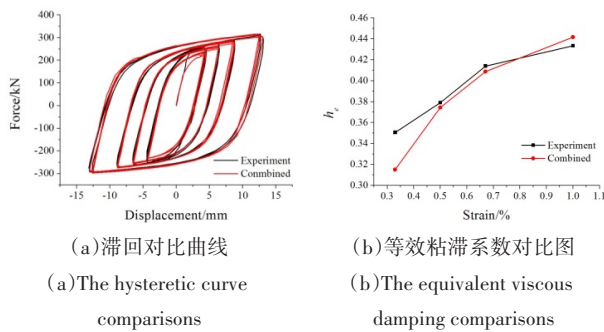 400
300
200
100
0
-100
-200
-300
Force/kN
Experiment
Conmbined
-15 -10 -5 0 5 10 15
Displacement/mm
(a)滞回对比曲线
(a)The hysteretic curve
comparisons
0.46
0.44
0.42
0.40
0.38
0.36
0.34
0.32
0.30
he
Experiment
Combined
0.3 0.4 0.5 0.6 0.7 0.8 0.9 1.0 1.1
Strain/%
(b)等效粘滞系数对比图
(b)The equivalent viscous
damping comparisons